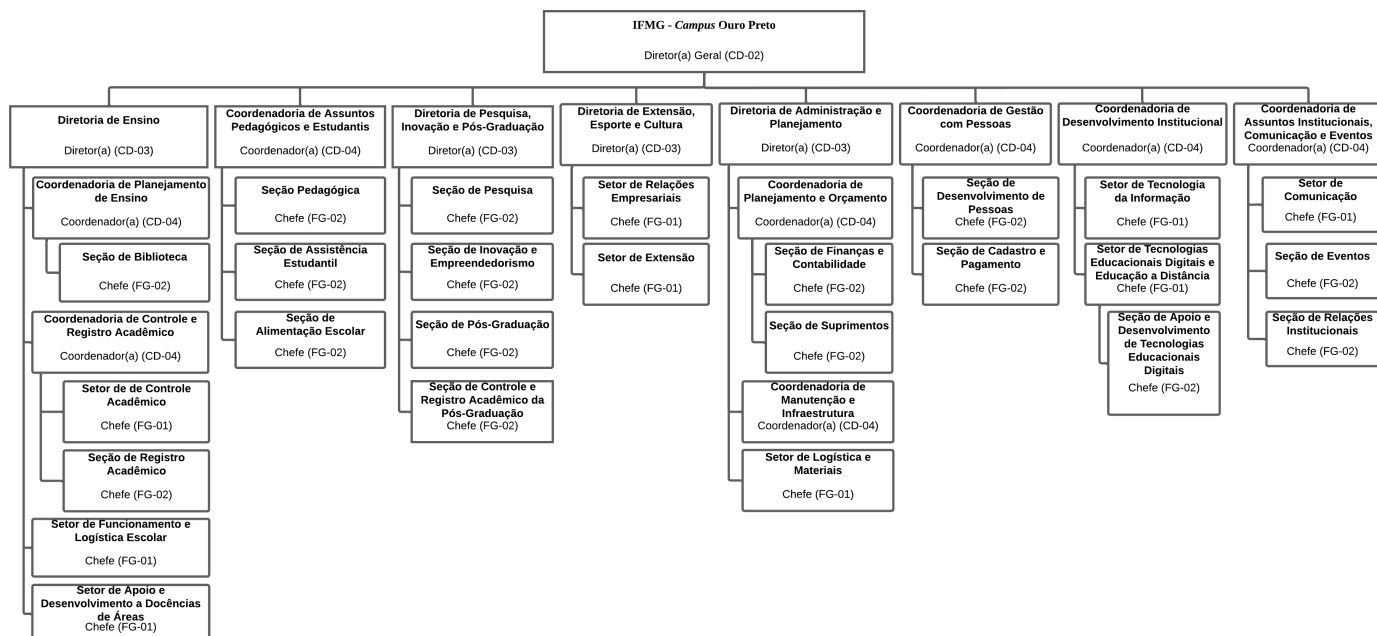 IFMG - Campus Ouro Preto
Diretor(a) Geral (CD-02)
Diretoria de Ensino
Diretor(a) (CD-03)
Coordenadoria de Planejamento
de Ensino
Coordenador(a) (CD-04)
Seção de Biblioteca
Chefe (FG-02)
Coordenadoria de Controle e
Registro Acadêmico
Coordenador(a) (CD-04)
Setor de de Controle
Acadêmico
Chefe (FG-01)
Seção de Registro
Acadêmico
Chefe (FG-02)
Setor de Funcionamento e
Logística Escolar
Chefe (FG-01)
Setor de Apoio e
Desenvolvimento a Docências
de Áreas
Chefe (FG-01)
Coordenadoria de Assuntos
Pedagógicos e Estudantis
Coordenador(a) (CD-04)
Seção Pedagógica
Chefe (FG-02)
Seção de Assistência
Estudantil
Chefe (FG-02)
Seção de
Alimentação Escolar
Chefe (FG-02)
Diretoria de Pesquisa,
Inovação e Pós-Graduação
Diretor(a) (CD-03)
Seção de Pesquisa
Chefe (FG-02)
Seção de Inovação e
Empreendedorismo
Chefe (FG-02)
Seção de Pós-Graduação
Chefe (FG-02)
Seção de Controle e
Registro Acadêmico da
Pós-Graduação
Chefe (FG-02)
Diretoria de Extensão,
Esporte e Cultura
Diretor(a) (CD-03)
Setor de Relações
Empresariais
Chefe (FG-01)
Setor de Extensão
Chefe (FG-01)
Diretoria de Administração e
Planejamento
Diretor(a) (CD-03)
Coordenadoria de
Planejamento e Orçamento
Coordenador(a) (CD-04)
Seção de Finanças e
Contabilidade
Chefe (FG-02)
Seção de Suprimentos
Chefe (FG-02)
Coordenadoria de
Manutenção e
Infraestrutura
Coordenador(a) (CD-04)
Setor de Logística e
Materiais
Chefe (FG-01)
Coordenadoria de Gestão
com Pessoas
Coordenador(a) (CD-04)
Seção de
Desenvolvimento de
Pessoas
Chefe (FG-02)
Seção de Cadastro e
Pagamento
Chefe (FG-02)
Coordenadoria de
Desenvolvimento Institucional
Coordenador(a) (CD-04)
Setor de Tecnologia
da Informação
Chefe (FG-01)
Setor de Tecnologias
Educacionais Digitais e
Educação a Distância
Chefe (FG-01)
Seção de Apoio e
Desenvolvimento
de Tecnologias
Educacionais
Digitais
Chefe (FG-02)
Coordenadoria de
Assuntos Institucionais,
Comunicação e Eventos
Coordenador(a) (CD-04)
Setor de
Comunicação
Chefe (FG-01)
Seção de Eventos
Chefe (FG-02)
Seção de Relações
Institucionais
Chefe (FG-02)